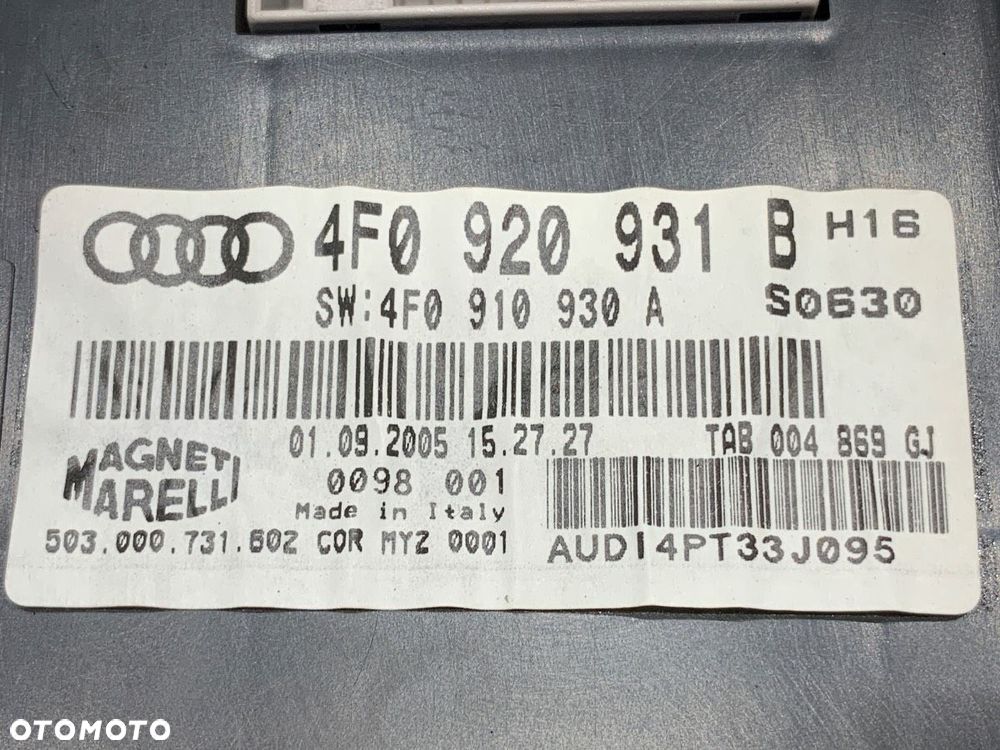 4F0 920 931 B H16
SW:4F0 910 930 A S0630
01.09.2005 15.27.27 TAB 004 869 GJ
MAGNETI
MARELLI
0098 001
Made in Italy
503.000.731.602 COR MYZ 0001
AUDI4PT33J095
OTOMOTO